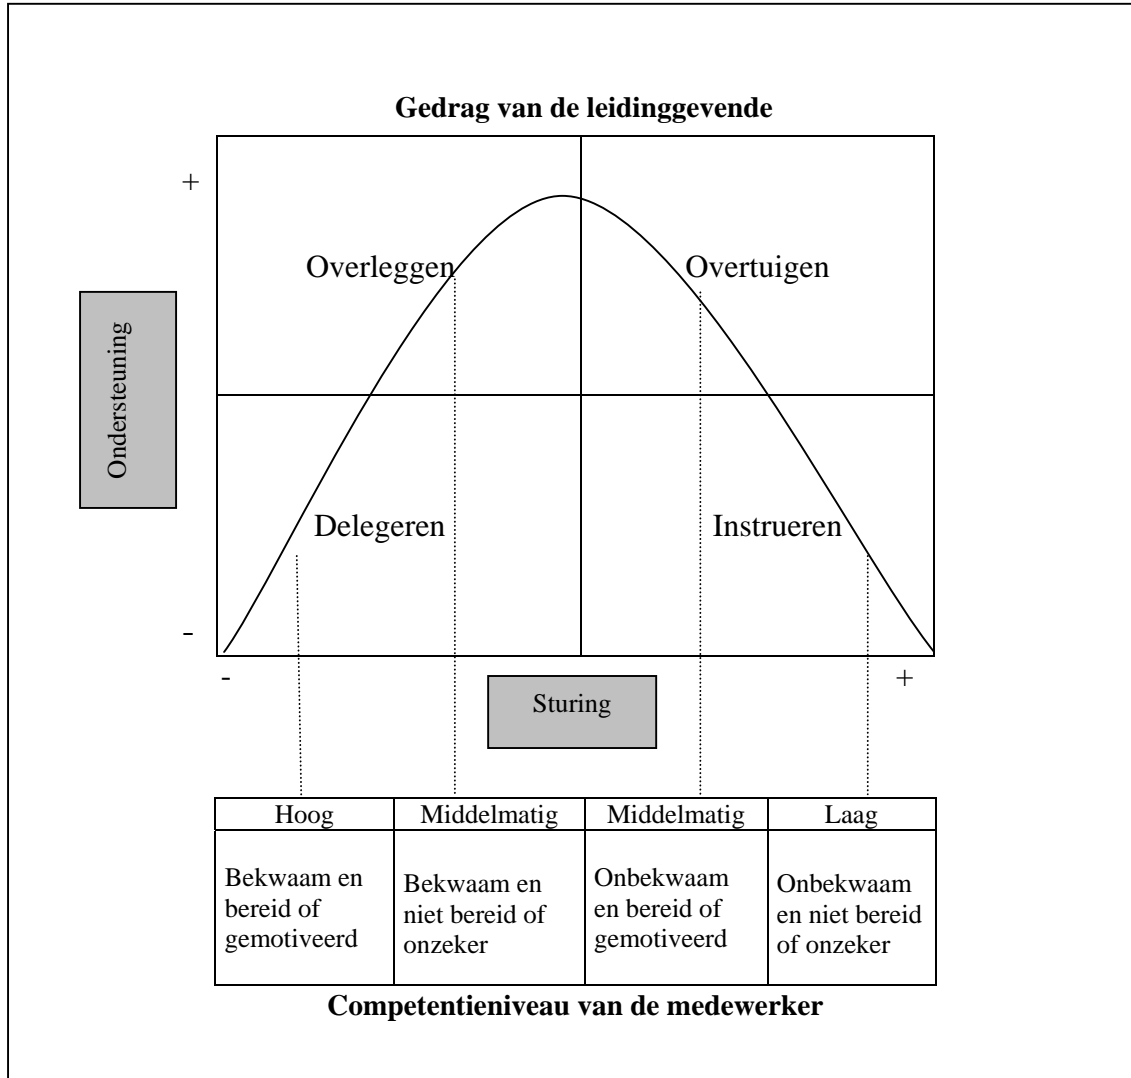 Gedrag van de leidinggevende
+
Overleggen
Overtuigen
Ondersteuning
Delegeren
Instrueren
-
-
+
Sturing
Hoog
Middelmatig
Middelmatig
Laag
Bekwaam en
bereid of
gemotiveerd
Bekwaam en
niet bereid of
onzeker
Onbekwaam
en bereid of
gemotiveerd
Onbekwaam
en niet bereid
of onzeker
Competentieniveau van de medewerker